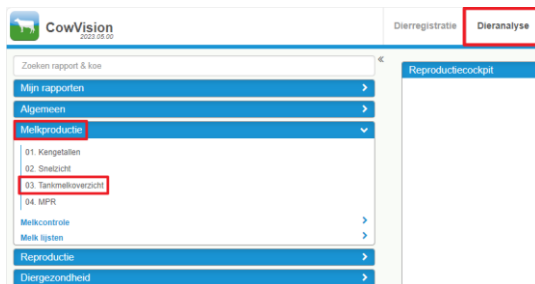 CowVision
2023.05.00
Dierregistratie
Dieranalyse
Zoeken rapport & koe
«
Mijn rapporten
Algemeen
Melkproductie
01. Kengetallen
02. Snelzicht
03. Tankmelkoverzicht
04. MPR
Melkcontrole
Melk lijsten
Reproductie
Diergezondheid
Reproductiecockpit